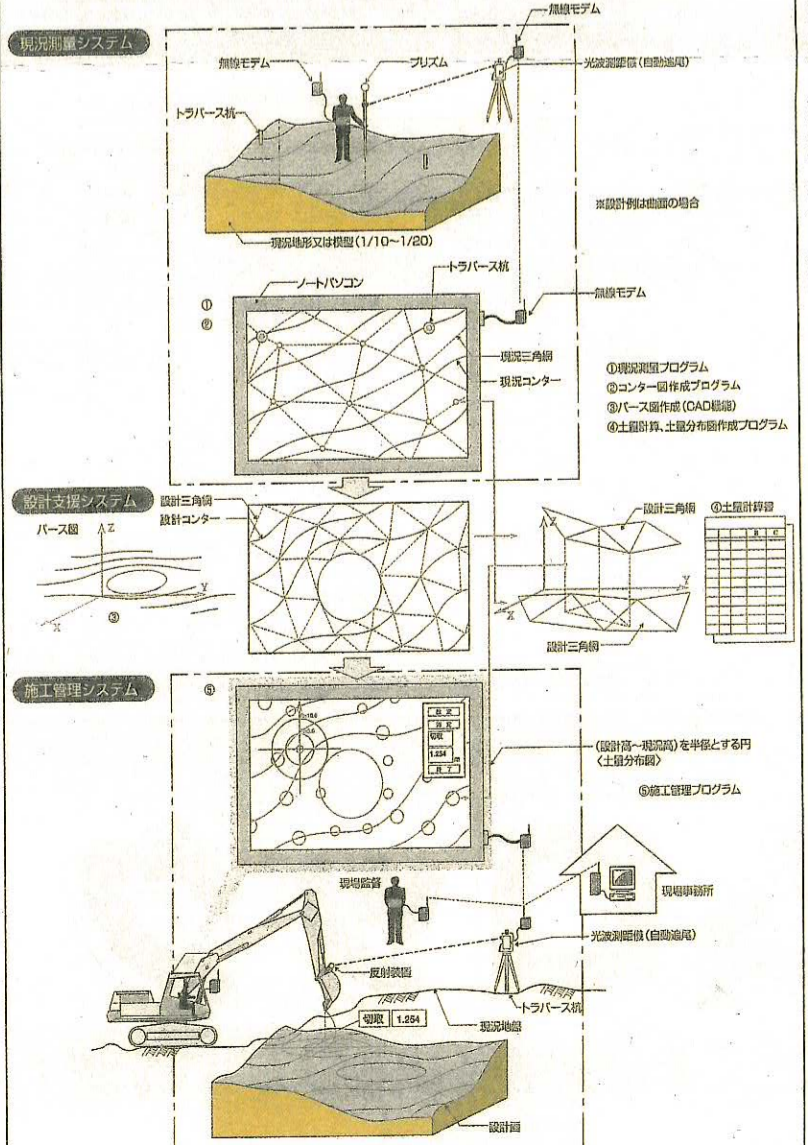 現況測量システム
無線モデム
無線モデム
プリズム
光波測距儀(自動追尾)
トラバース杭
現況地形又は模型(1/10~1/20)
※設計例は曲面の場合
ノートパソコン
トラバース杭
無線モデム
①
②
現況三角網
現況コンター
①現況測量プログラム
②コンター図作成プログラム
③パース図作成(CAD機能)
④土量計算、土量分布図作成プログラム
設計支援システム
設計三角網
設計コンター
パース図
Z
Y
X
③
設計三角網
④土量計算書
B C
Z
Y
X
設計三角網
施工管理システム
⑤
設定
測定
切取
1.254
m
終了
(設計高~現況高)を半径とする円
〈土量分布図〉
⑤施工管理プログラム
現場監督
現場事務所
光波測距儀(自動追尾)
反射装置
トラバース杭
現況地盤
切取 1.254
設計面